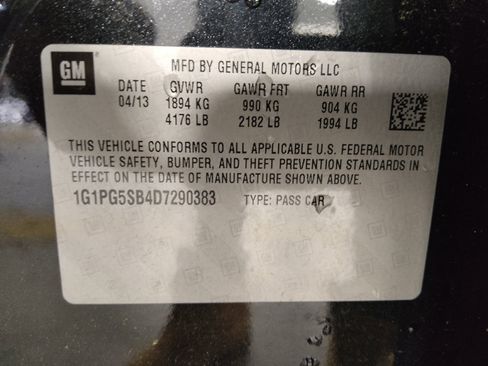 GM
MFD BY GENERAL MOTORS LLC
DATE GVWR GAWR FRT GAWR RR
04/13 1894 KG 990 KG 904 KG
4176 LB 2182 LB 1994 LB
THIS VEHICLE CONFORMS TO ALL APPLICABLE U.S. FEDERAL MOTOR
VEHICLE SAFETY, BUMPER, AND THEFT PREVENTION STANDARDS IN
EFFECT ON THE DATE OF MANUFACTURE SHOWN ABOVE.
1G1PG5SB4D7290383 TYPE: PASS CAR